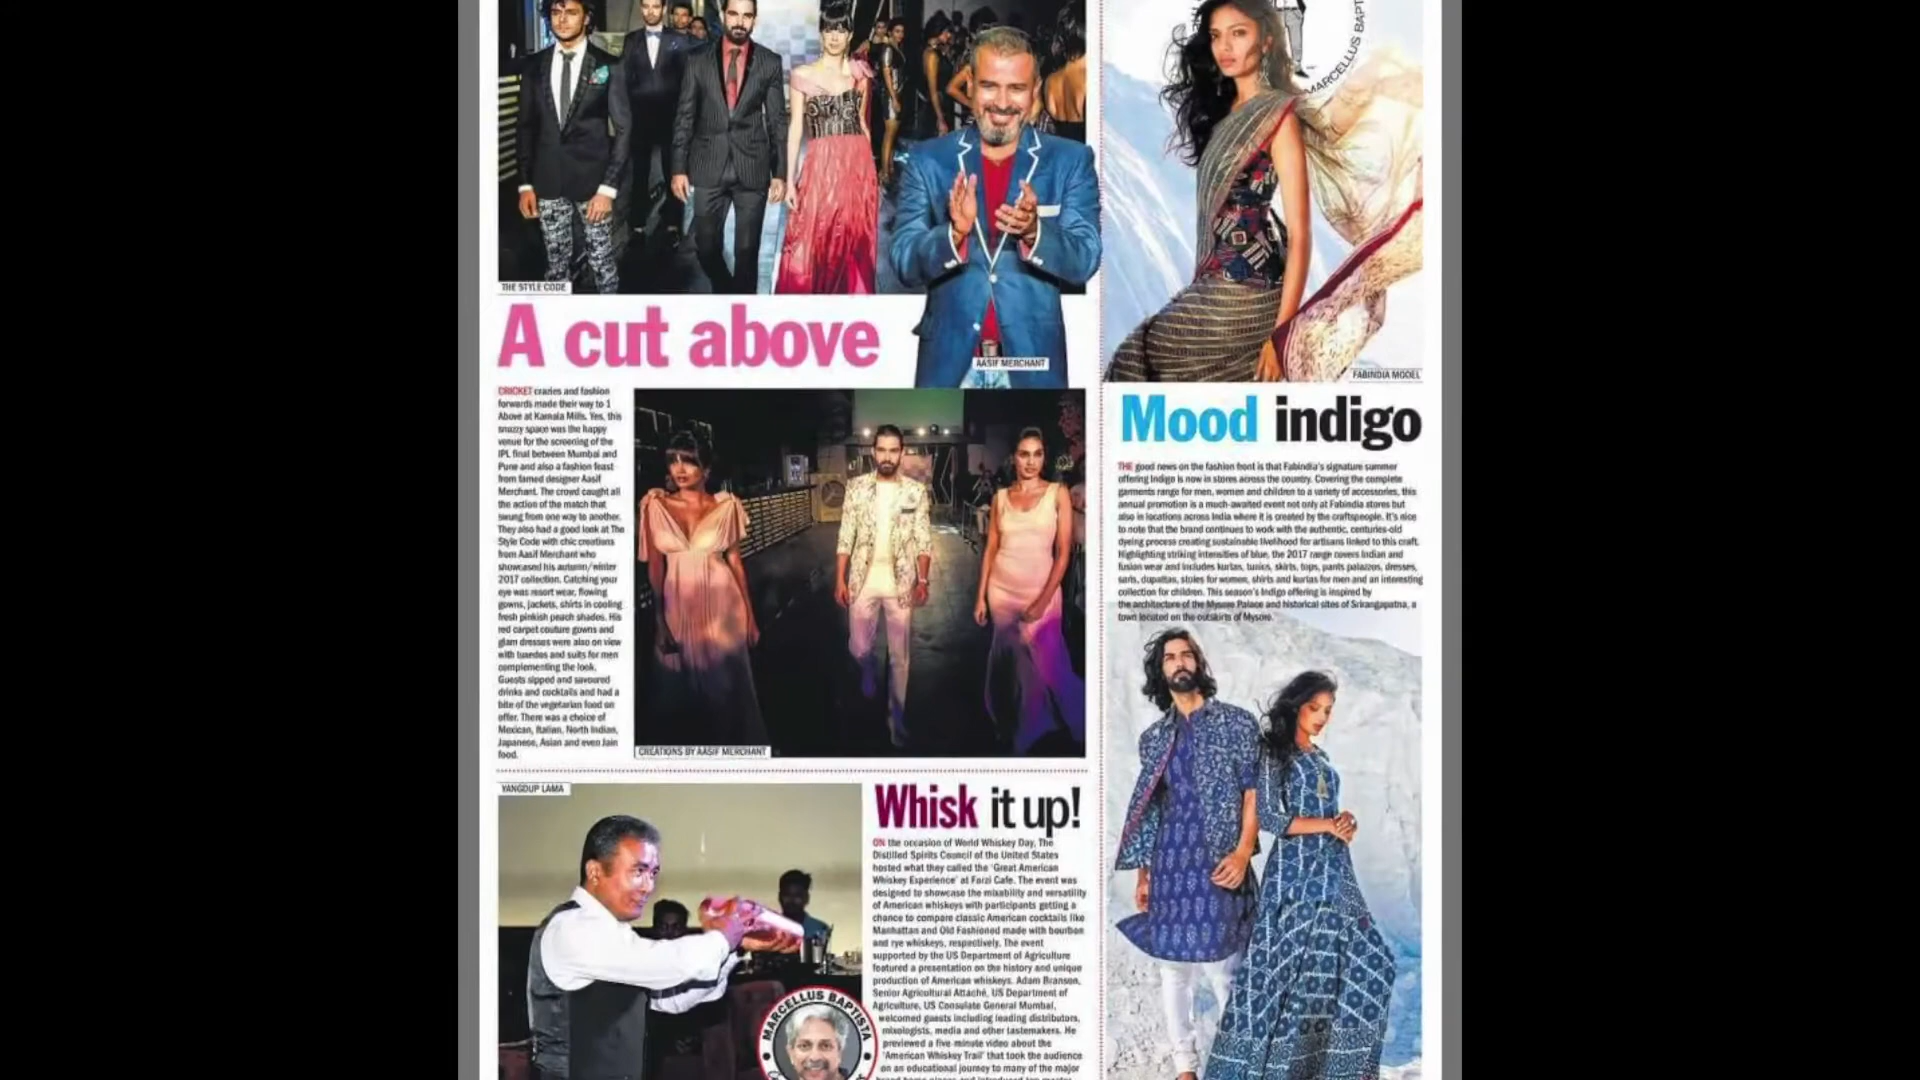 THE STYLE CODE
A cut above
AASIF MERCHANT
CRICKET crazies and fashion
forwards made their way to 1
Above at Kamala Mills. Yes, this
snazzy space was the happy
venue for the screening of the
IPL final between Mumbai and
Pune and also a fashion feast
from famed designer Aasif
Merchant. The crowd caught all
the action of the match that
swung from one way to another.
They also had a good look at The
Style Code with chic creations
from Aasif Merchant who
showcased his autumn/winter
2017 collection. Catching your
eye was resort wear, flowing
gowns, jackets, shirts in cooling
fresh pinkish peach shades. His
red carpet couture gowns and
glam dresses were also on view
with tuxedos and suits for men
complementing the look.
Guests sipped and savoured
drinks and cocktails and had a
bite of the vegetarian food on
offer. There was a choice of
Mexican, Italian, North Indian,
Japanese, Asian and even Jain
food.
CREATIONS BY AASIF MERCHANT
YANGDUP LAMA
Whisk it up!
ON the occasion of World Whiskey Day, The
Distilled Spirits Council of the United States
hosted what they called the 'Great American
Whiskey Experience' at Farzi Cafe. The event was
designed to showcase the mixability and versatility
of American whiskeys with participants getting a
chance to compare classic American cocktails like
Manhattan and Old Fashioned made with bourbon
and rye whiskeys, respectively. The event
supported by the US Department of Agriculture
featured a presentation on the history and unique
production of American whiskeys. Adam Branson,
Senior Agricultural Attaché, US Department of
Agriculture, US Consulate General Mumbai,
welcomed guests including leading distributors,
mixologists, media and other tastemakers. He
previewed a five-minute video about the
'American Whiskey Trail' that took the audience
on an educational journey to many of the major
MARCELLUS BAPTISTA
MARCELLUS BAPT
FABINDIA MODEL
Mood indigo
THE good news on the fashion front is that Fabindia's signature summer
offering Indigo is now in stores across the country. Covering the complete
garments range for men, women and children to a variety of accessories, this
annual promotion is a much-awaited event not only at Fabindia stores but
also in locations across India where it is created by the craftspeople. It's nice
to note that the brand continues to work with the authentic, centuries-old
dyeing process creating sustainable livelihood for artisans linked to this craft.
Highlighting striking intensities of blue, the 2017 range covers Indian and
fusion wear and includes kurtas, tunics, skirts, tops, pants palazzos, dresses,
saris, dupattas, stoles for women, shirts and kurtas for men and an interesting
collection for children. This season's Indigo offering is inspired by
the architecture of the Mysore Palace and historical sites of Srirangapatna, a
town located on the outskirts of Mysore.